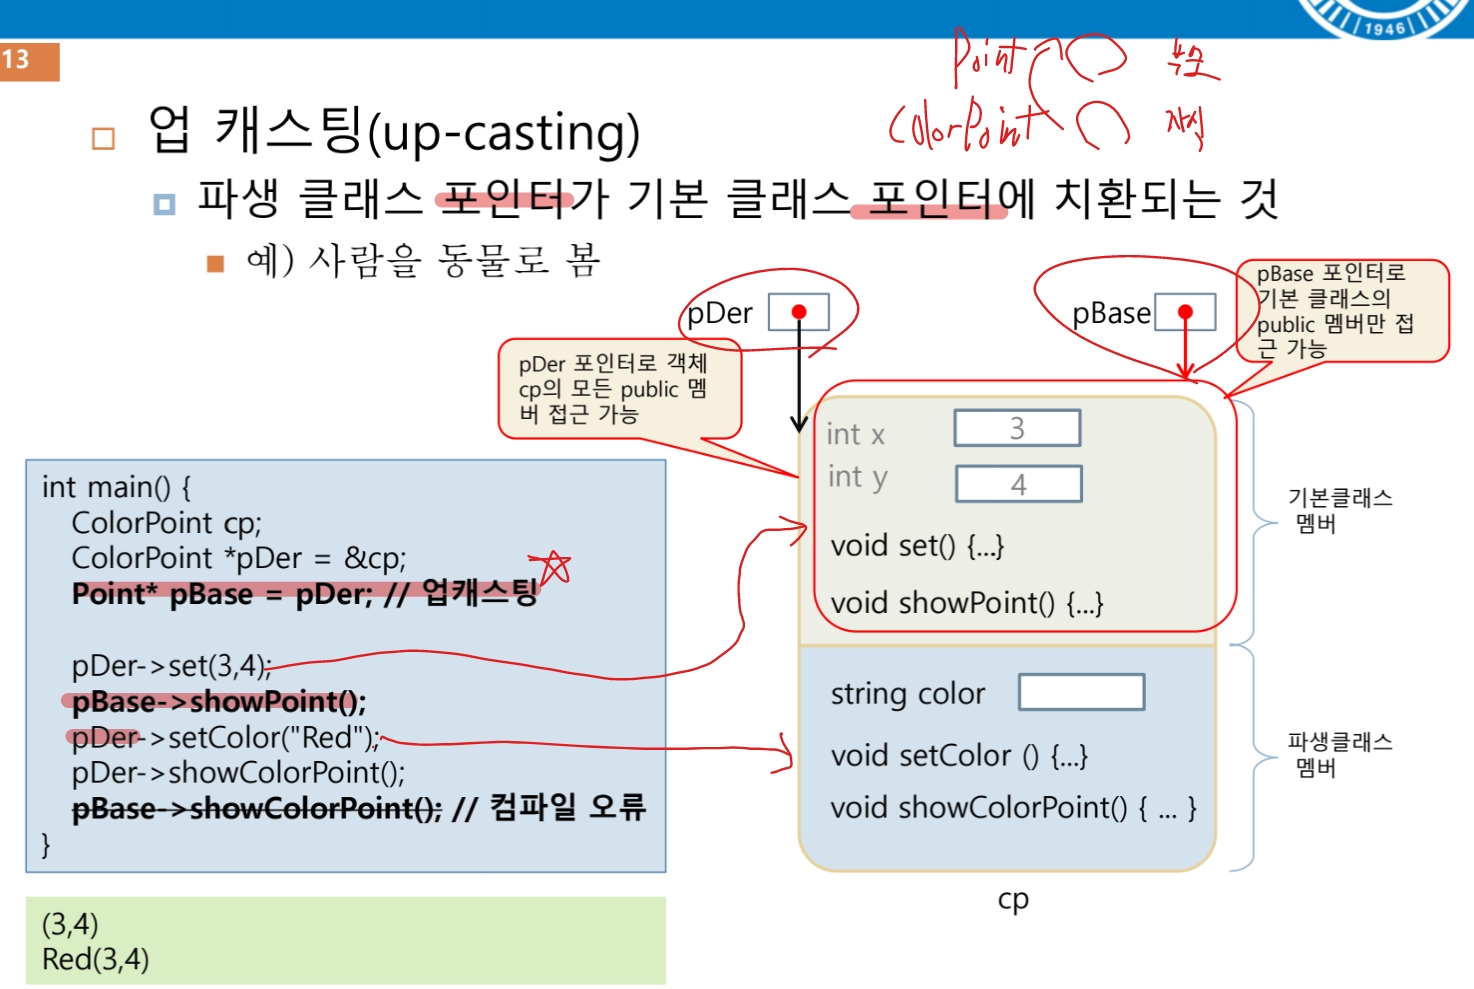 1946
13
Point 부모
ColorPoint 자식
업 캐스팅(up-casting)
파생 클래스 포인터가 기본 클래스 포인터에 치환되는 것
예) 사람을 동물로 봄
pDer
pBase
pBase 포인터로
기본 클래스의
public 멤버만 접
근 가능
pDer 포인터로 객체
cp의 모든 public 멤
버 접근 가능
int x 3
int y 4
void set() {...}
void showPoint() {...}
기본클래스
멤버
string color
void setColor () {...}
void showColorPoint() { ... }
파생클래스
멤버
cp
int main() {
ColorPoint cp;
ColorPoint *pDer = &cp;
Point* pBase = pDer; // 업캐스팅
pDer->set(3,4);
pBase->showPoint();
pDer->setColor("Red");
pDer->showColorPoint();
pBase->showColorPoint(); // 컴파일 오류
}
(3,4)
Red(3,4)